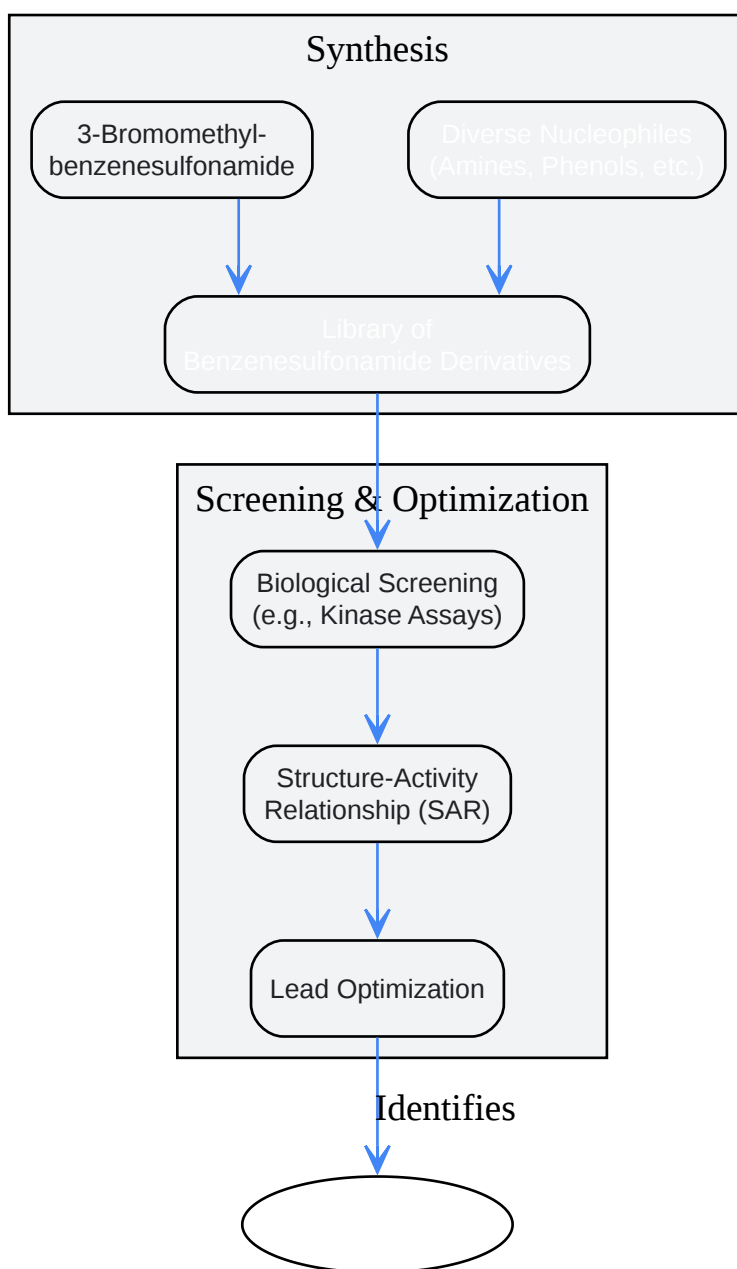 Synthesis
3-Bromomethyl-
benzenesulfonamide
Diverse Nucleophiles
(Amines, Phenols, etc.)
Library of
Benzenesulfonamide Derivatives
Screening & Optimization
Biological Screening
(e.g., Kinase Assays)
Structure-Activity
Relationship (SAR)
Lead Optimization
Identifies